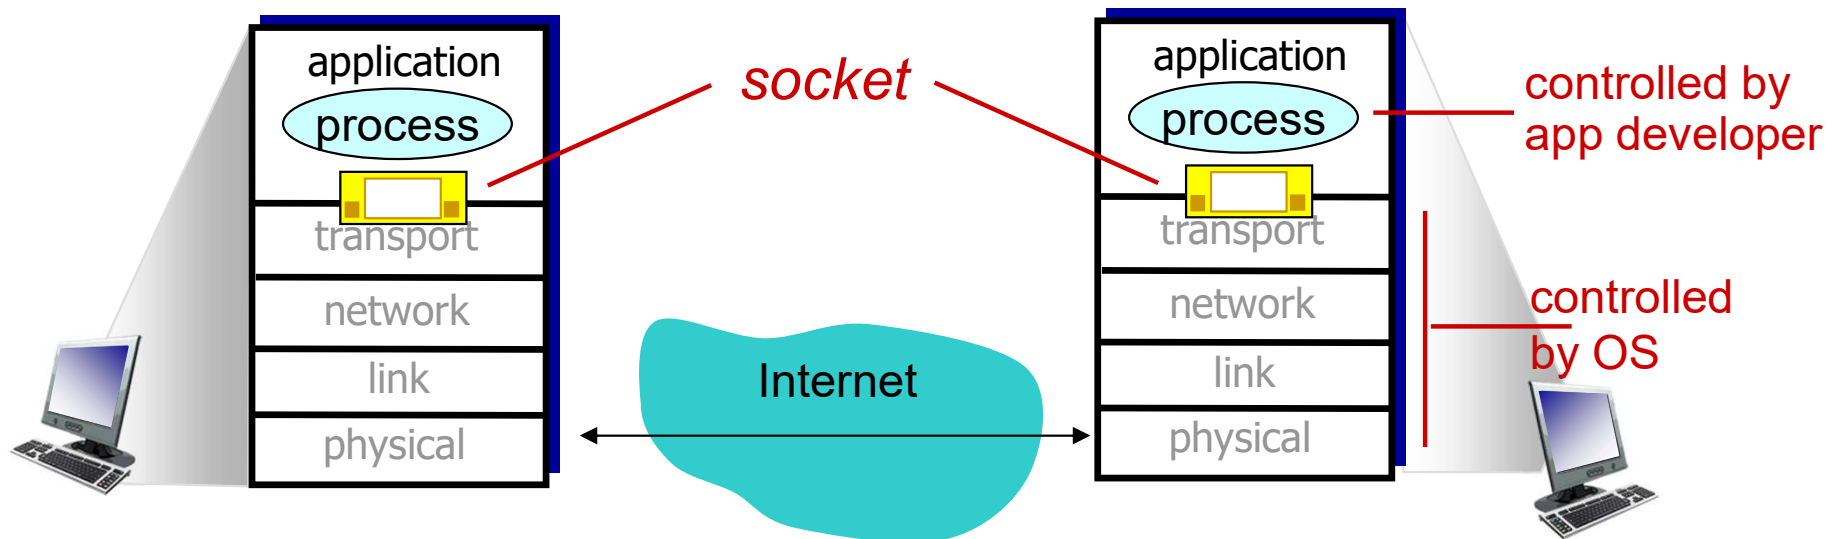 application
process
transport
network
link
physical
socket
Internet
application
process
transport
network
link
physical
controlled by
app developer
controlled
by OS